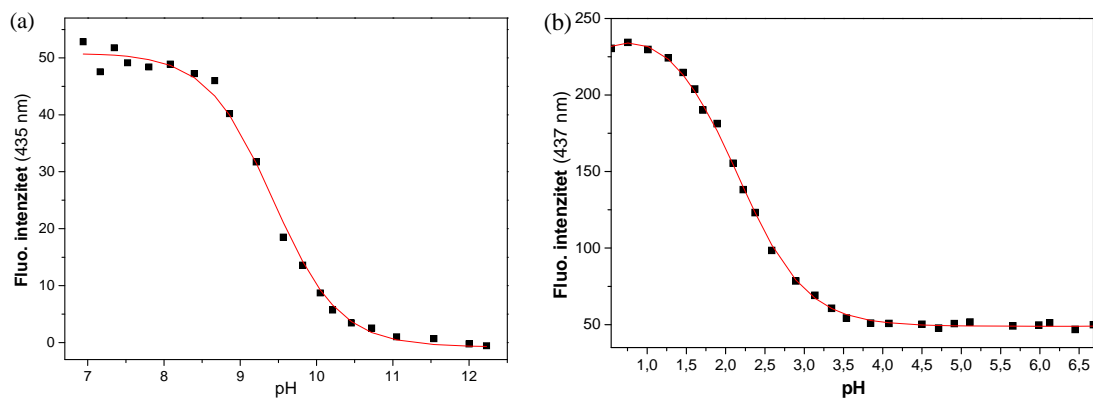 (a)
Fluo. intenzitet (435 nm)
50
40
30
20
10
0
7 8 9 10 11 12
pH
(b)
Fluo. intenzitet (437 nm)
250
200
150
100
50
1,0 1,5 2,0 2,5 3,0 3,5 4,0 4,5 5,0 5,5 6,0 6,5
pH